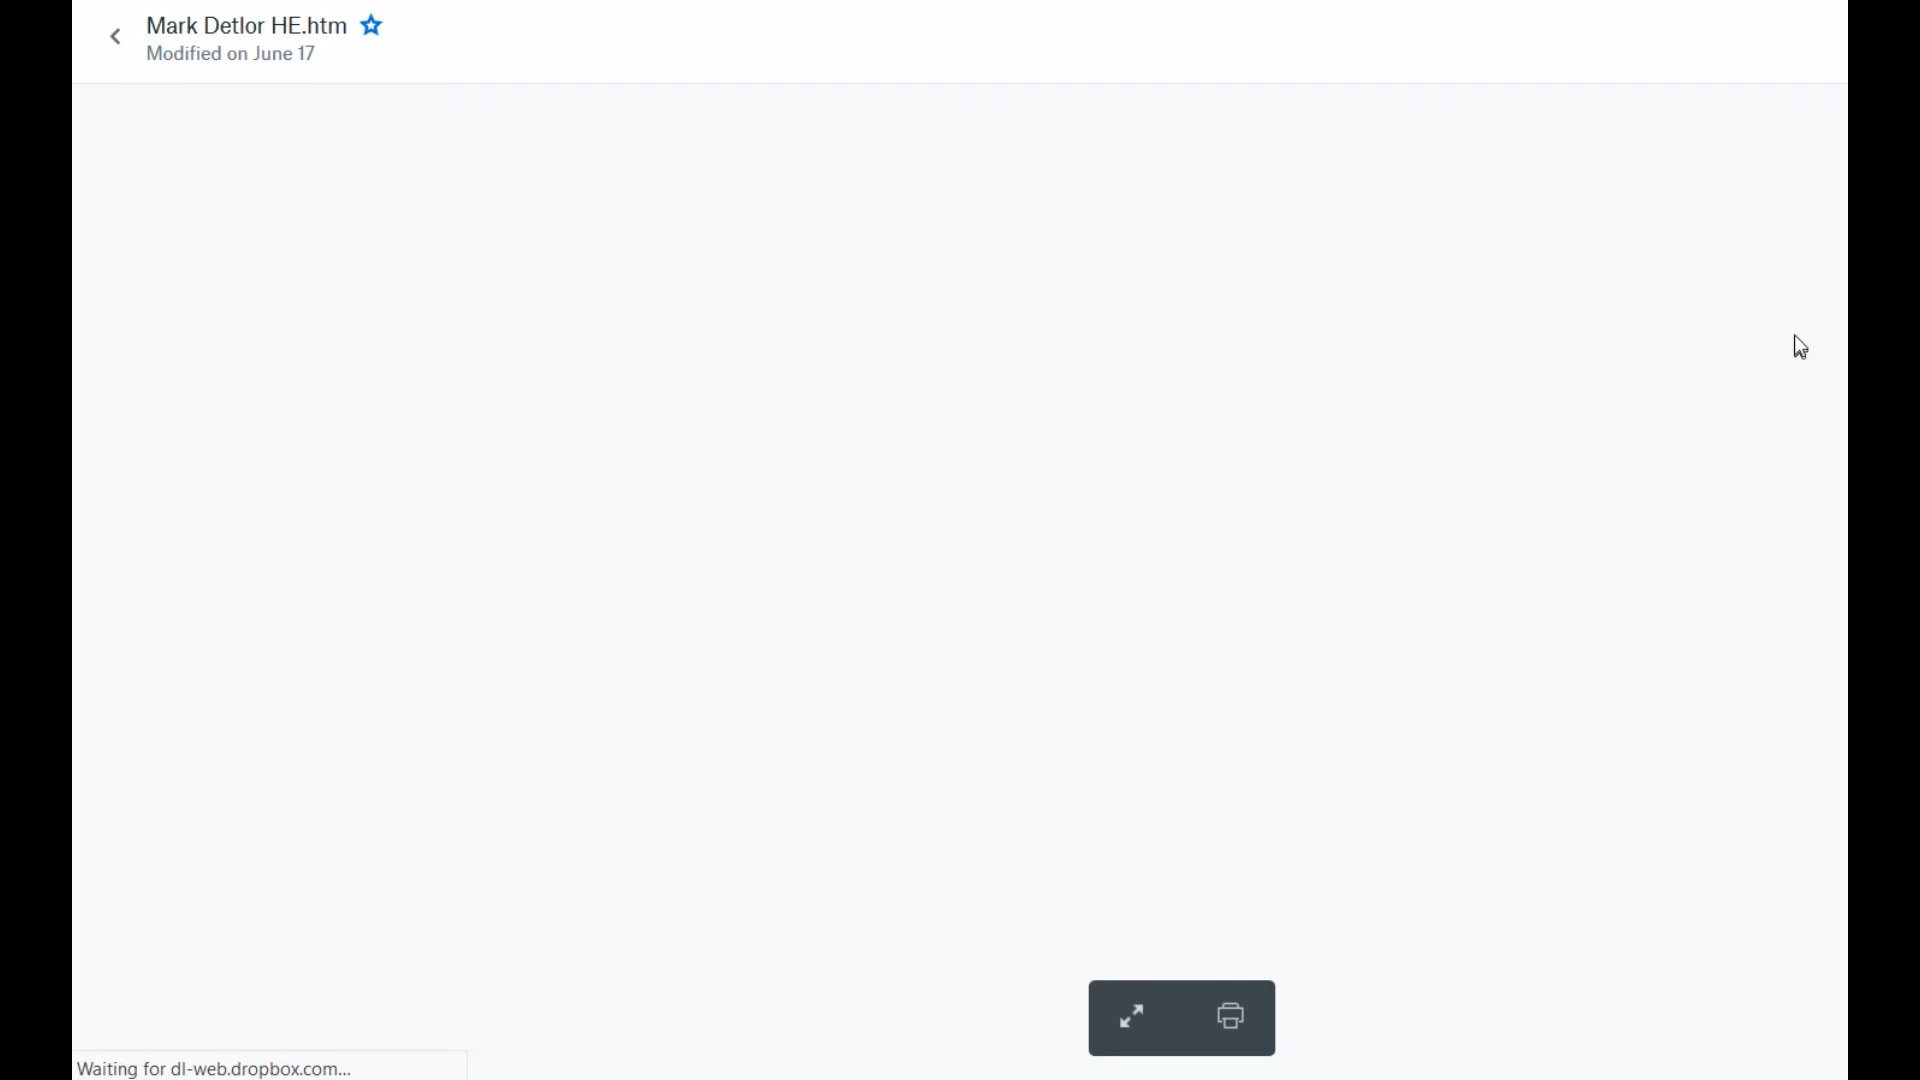 Mark Detlor HE.htm
Modified on June 17
Waiting for dl-web.dropbox.com...